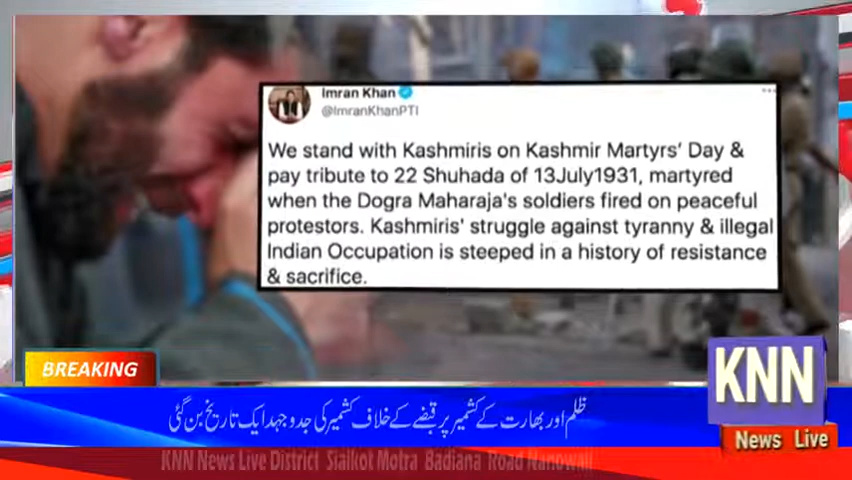 Imran Khan
@ImranKhanPTI
We stand with Kashmiris on Kashmir Martyrs' Day &
pay tribute to 22 Shuhada of 13July1931, martyred
when the Dogra Maharaja's soldiers fired on peaceful
protestors. Kashmiris' struggle against tyranny & illegal
Indian Occupation is steeped in a history of resistance
& sacrifice.
BREAKING
KNN
News Live
ظلم اور بھارت کے کشمیر پر قبضے کے خلاف کشمیر کی جدوجہد ایک تاریخ بن گئی
KNN News Live District Sialkot Motra Badiana Road Nanowali